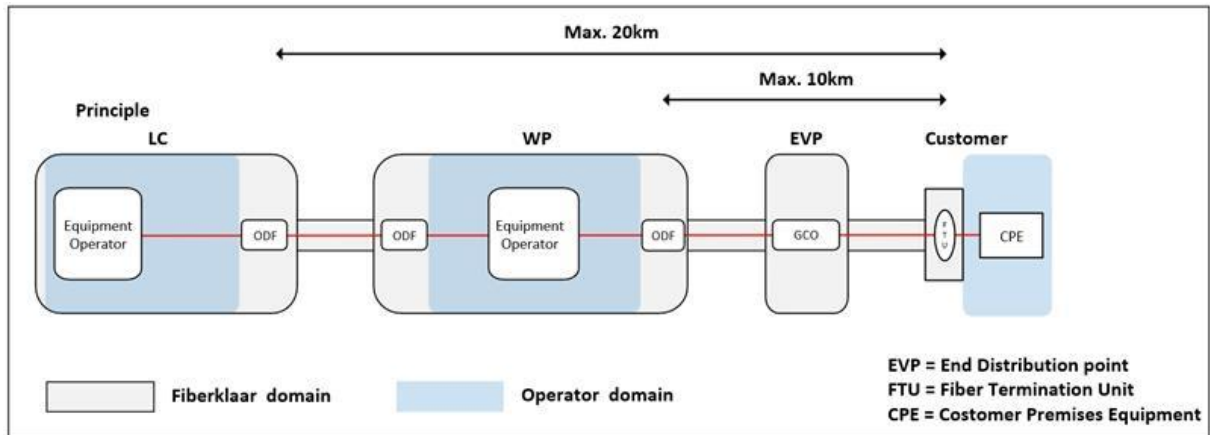 Max. 20km
Max. 10km
Principle
LC
WP
EVP
Customer
Equipment
Operator
ODF
ODF
Equipment
Operator
ODF
GCO
FTU
CPE
Fiberklaar domain
Operator domain
EVP = End Distribution point
FTU = Fiber Termination Unit
CPE = Costomer Premises Equipment